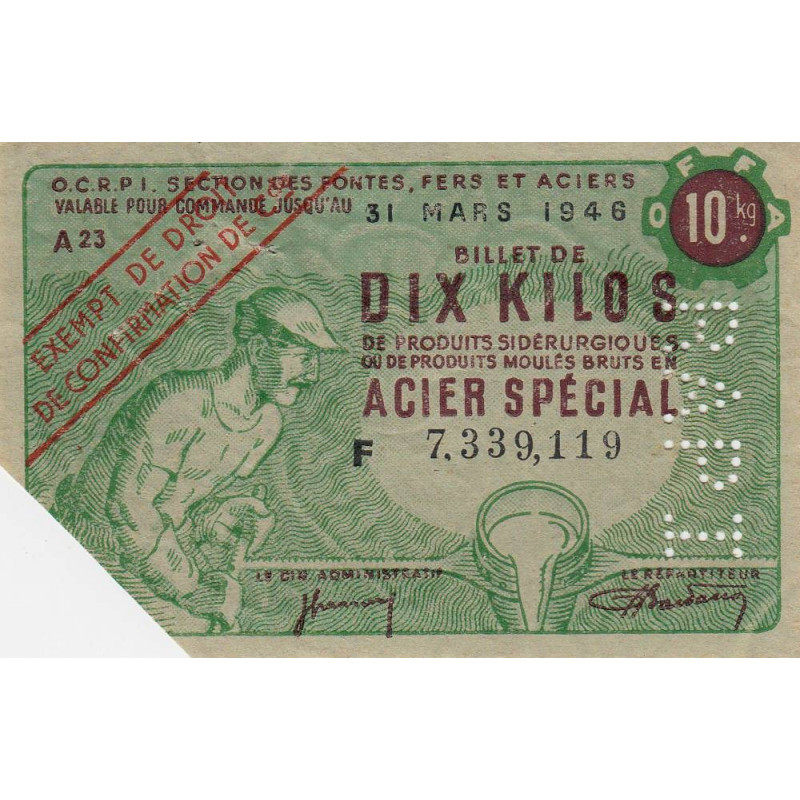 O.C.R.P.I. SECTION DES FONTES, FERS ET ACIERS
VALABLE POUR COMMANDE JUSQU'AU 31 MARS 1946
A 23
OFFA
10 kg
EXEMPT DE DROIT
DE CONFIRMATION DE
BILLET DE
DIX KILOS
DE PRODUITS SIDÉRURGIQUES
OU DE PRODUITS MOULÉS BRUTS EN
ACIER SPÉCIAL
F 7,339,119
LE DIR ADMINISTRATIF
LE RÉPARTITEUR